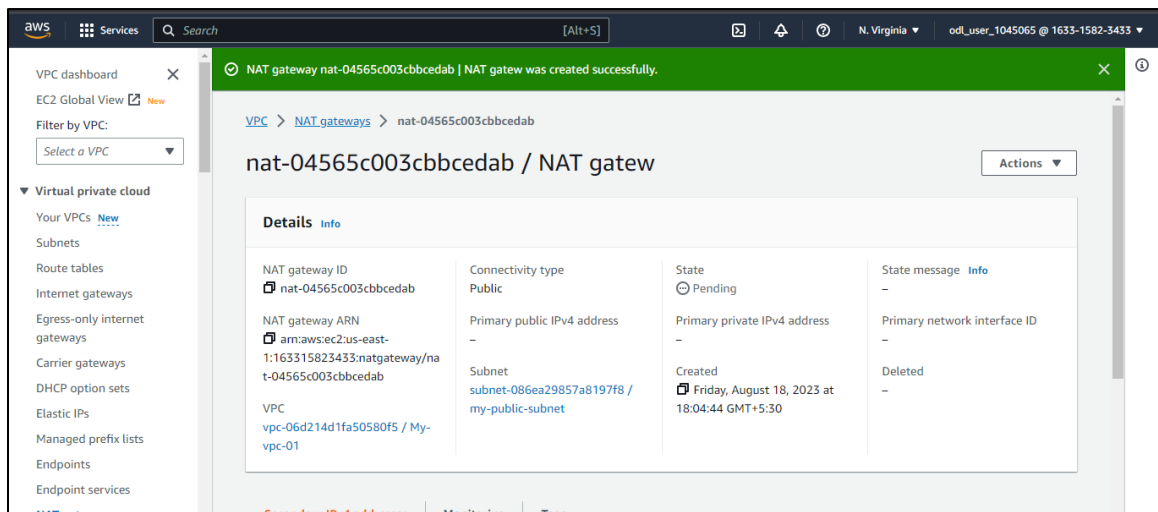 aws
Services
Search
[Alt+S]
N. Virginia
odl_user_1045065 @ 1633-1582-3433
VPC dashboard
EC2 Global View New
Filter by VPC:
Select a VPC
Virtual private cloud
Your VPCs New
Subnets
Route tables
Internet gateways
Egress-only internet
gateways
Carrier gateways
DHCP option sets
Elastic IPs
Managed prefix lists
Endpoints
Endpoint services
NAT gateway nat-04565c003cbbcedab | NAT gatew was created successfully.
VPC > NAT gateways > nat-04565c003cbbcedab
nat-04565c003cbbcedab / NAT gatew
Actions
Details Info
NAT gateway ID
nat-04565c003cbbcedab
Connectivity type
Public
State
Pending
State message Info
–
NAT gateway ARN
arn:aws:ec2:us-east-
1:163315823433:natgateway/na
t-04565c003cbbcedab
Primary public IPv4 address
–
Primary private IPv4 address
–
Primary network interface ID
–
VPC
vpc-06d214d1fa50580f5 / My-
vpc-01
Subnet
subnet-086ea29857a8197f8 /
my-public-subnet
Created
Friday, August 18, 2023 at
18:04:44 GMT+5:30
Deleted
–